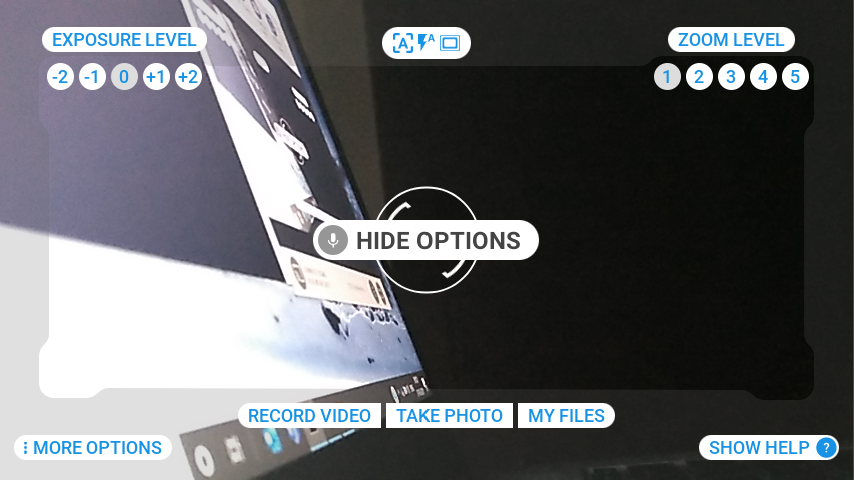 EXPOSURE LEVEL
-2 -1 0 +1 +2
A A
ZOOM LEVEL
1 2 3 4 5
HIDE OPTIONS
RECORD VIDEO TAKE PHOTO MY FILES
MORE OPTIONS
SHOW HELP ?